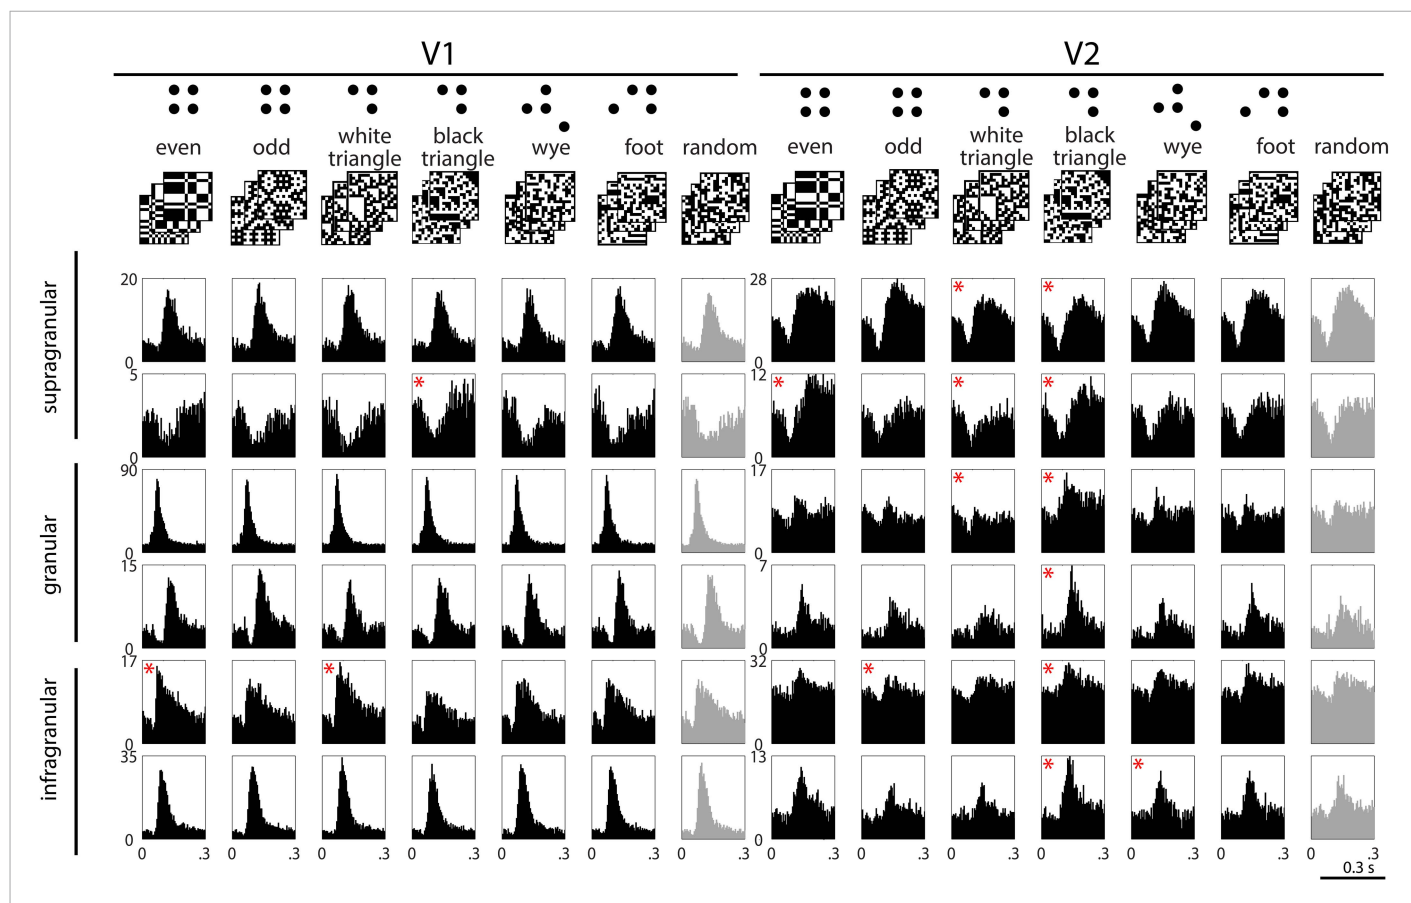 V1 V2
even odd white triangle black triangle wye foot random even odd white triangle black triangle wye foot random
supragranular
20 28
0 0
* *
5 12
0 0
* * * *
granular
90 17
0 0
* *
15 7
0 0
*
infragranular
17 32
0 0
* * * *
35 13
0 13
* *
0 .3 0 .3 0 .3 0 .3 0 .3 0 .3 0 .3 0 .3 0 .3 0 .3 0 .3 0 .3 0 .3 0 .3
0.3 s